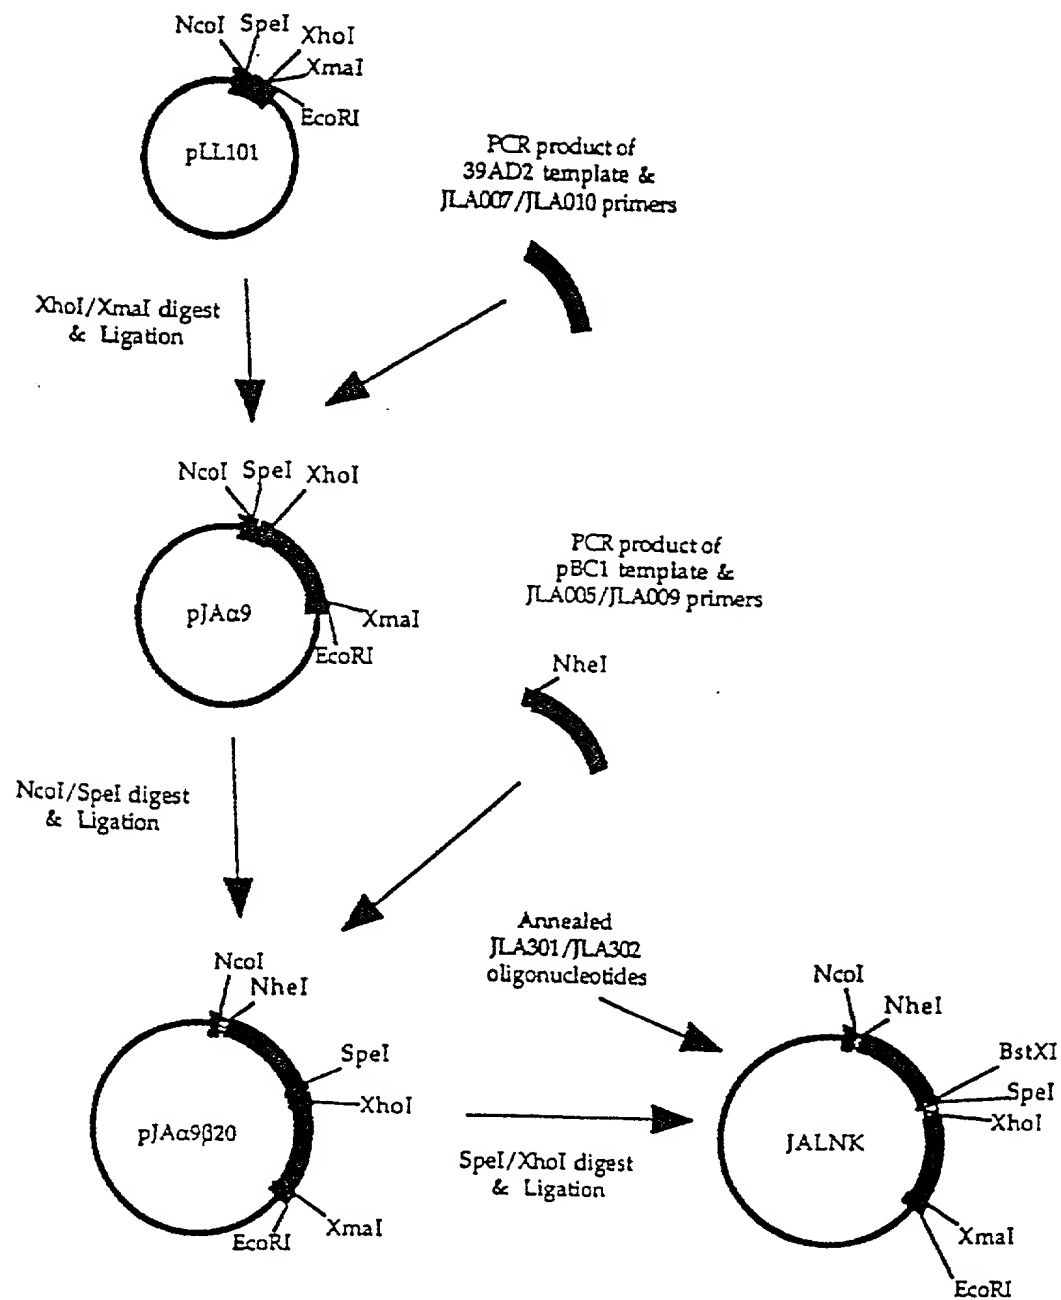 NcoI SpeI
XhoI
XmaI
EcoRI
pLL101
PCR product of
39AD2 template &
JLA007/JLA010 primers
XhoI/XmaI digest
& Ligation
NcoI SpeI XhoI
pJAα9
XmaI
EcoRI
PCR product of
pBC1 template &
JLA005/JLA009 primers
NheI
NcoI/SpeI digest
& Ligation
Annealed
JLA301/JLA302
oligonucleotides
NcoI
NheI
SpeI
XhoI
pJAα9β20
XmaI
EcoRI
SpeI/XhoI digest
& Ligation
NcoI
NheI
BstXI
SpeI
XhoI
JALNK
XmaI
EcoRI